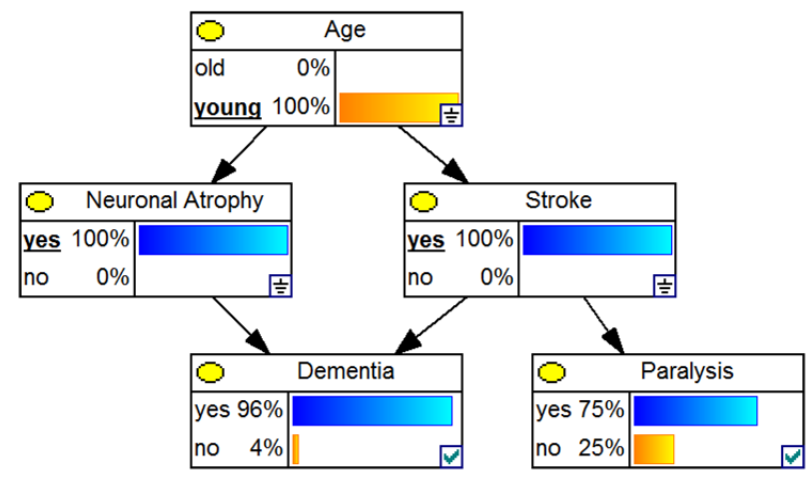 Age
old 0%
young 100%
Neuronal Atrophy
yes 100%
no 0%
Stroke
yes 100%
no 0%
Dementia
yes 96%
no 4%
Paralysis
yes 75%
no 25%